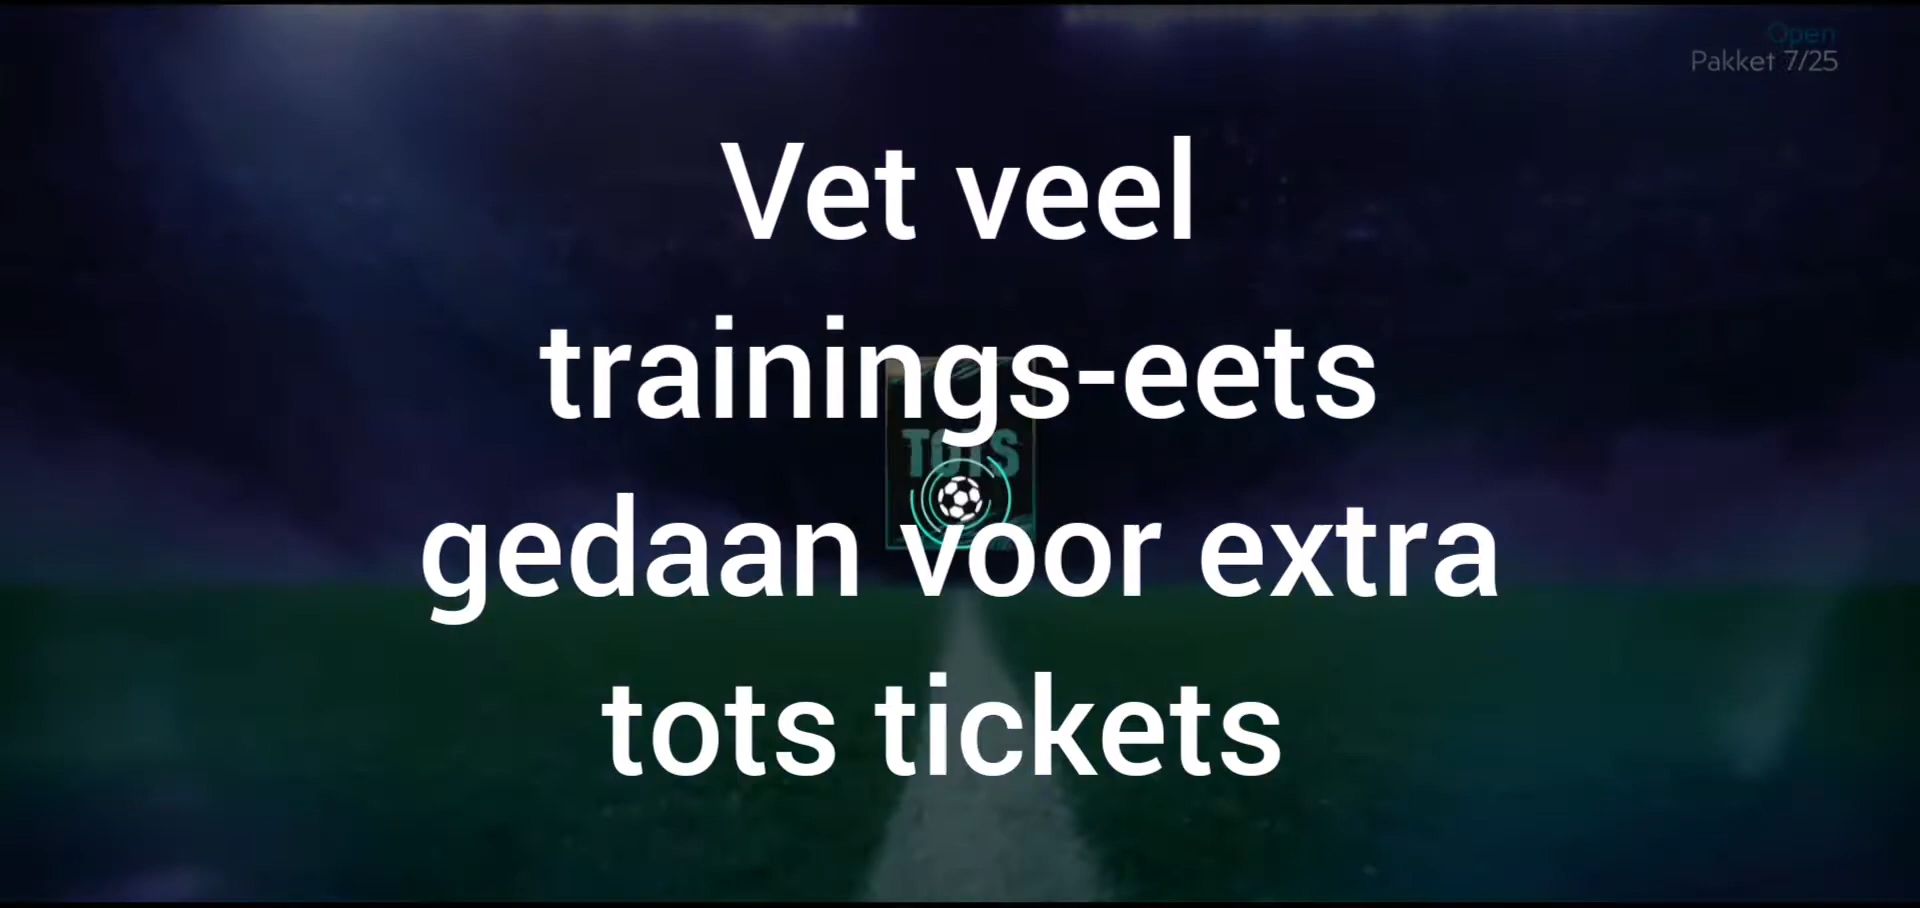 Open
Pakket 7/25
Vet veel
trainings-eets
TOTS
gedaan voor extra
tots tickets